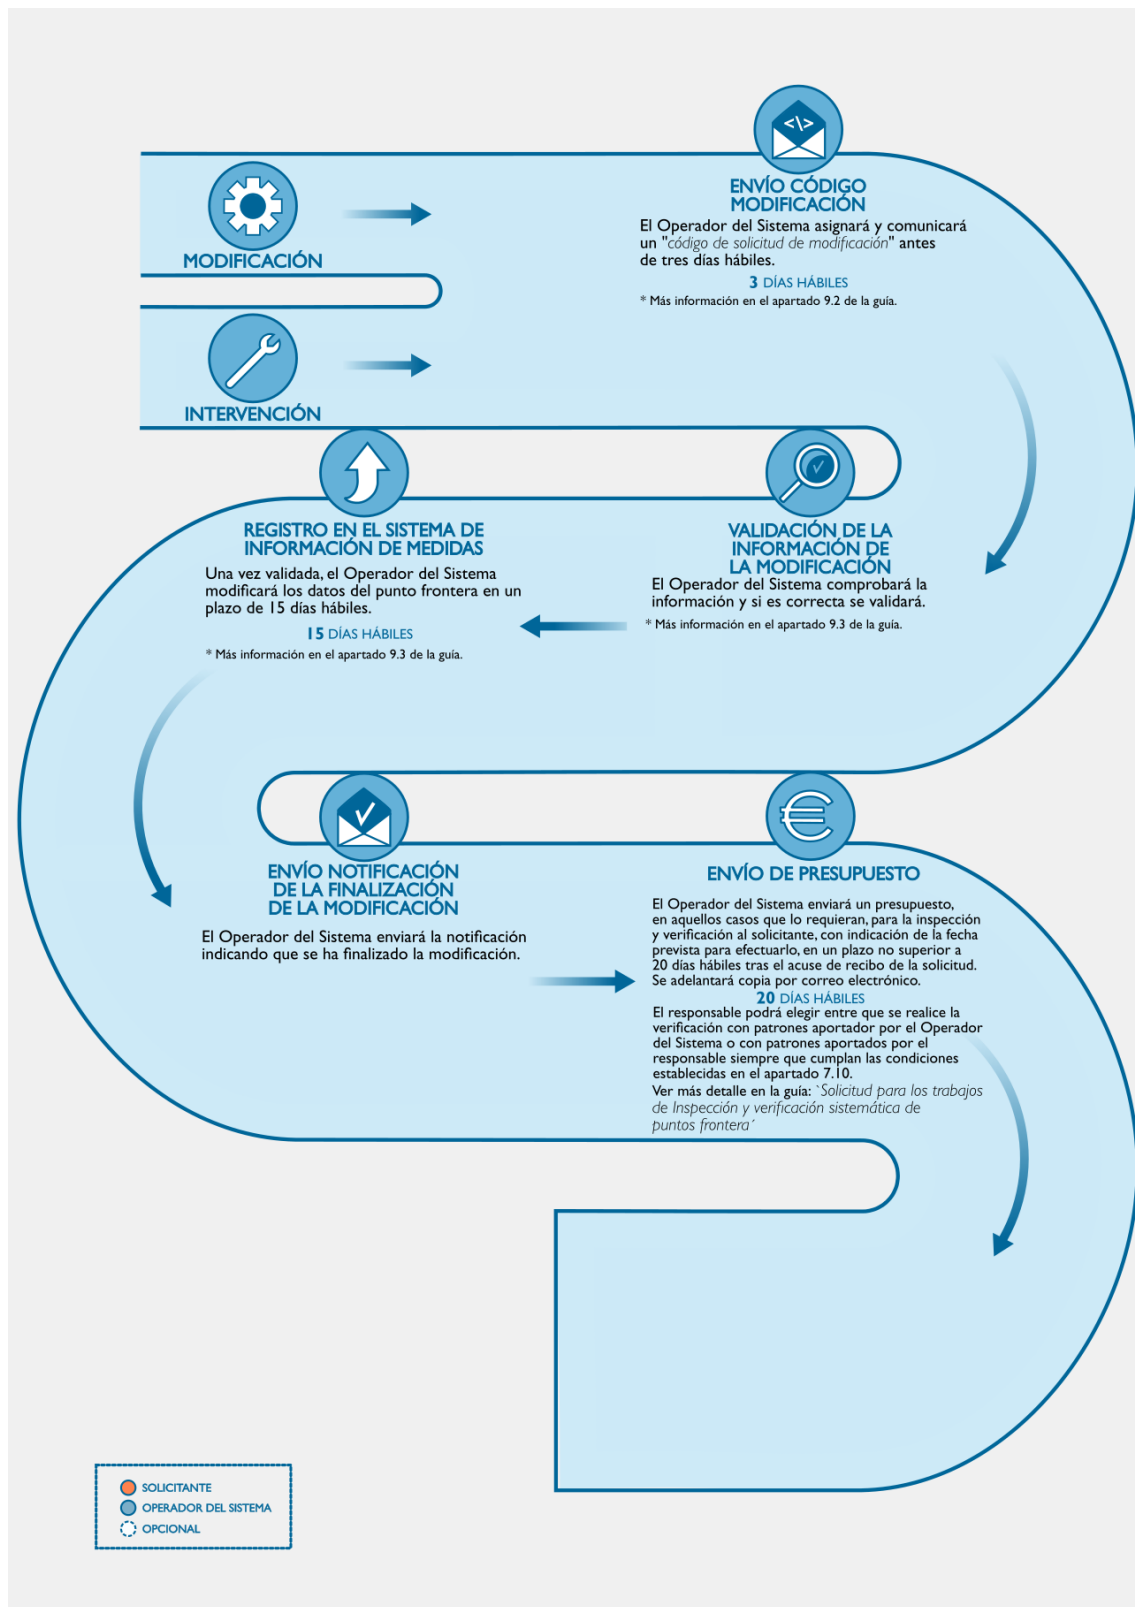 MODIFICACIÓN
INTERVENCIÓN
ENVÍO CÓDIGO
MODIFICACIÓN
El Operador del Sistema asignará y comunicará
un "código de solicitud de modificación" antes
de tres días hábiles.
3 DÍAS HÁBILES
* Más información en el apartado 9.2 de la guía.
VALIDACIÓN DE LA
INFORMACIÓN DE
LA MODIFICACIÓN
El Operador del Sistema comprobará la
información y si es correcta se validará.
* Más información en el apartado 9.3 de la guía.
REGISTRO EN EL SISTEMA DE
INFORMACIÓN DE MEDIDAS
Una vez validada, el Operador del Sistema
modificará los datos del punto frontera en un
plazo de 15 días hábiles.
15 DÍAS HÁBILES
* Más información en el apartado 9.3 de la guía.
ENVÍO NOTIFICACIÓN
DE LA FINALIZACIÓN
DE LA MODIFICACIÓN
El Operador del Sistema enviará la notificación
indicando que se ha finalizado la modificación.
ENVÍO DE PRESUPUESTO
El Operador del Sistema enviará un presupuesto,
en aquellos casos que lo requieran, para la inspección
y verificación al solicitante, con indicación de la fecha
prevista para efectuarlo, en un plazo no superior a
20 días hábiles tras el acuse de recibo de la solicitud.
Se adelantará copia por correo electrónico.
20 DÍAS HÁBILES
El responsable podrá elegir entre que se realice la
verificación con patrones aportador por el Operador
del Sistema o con patrones aportados por el
responsable siempre que cumplan las condiciones
establecidas en el apartado 7.10.
Ver más detalle en la guía: `Solicitud para los trabajos
de Inspección y verificación sistemática de
puntos frontera´
SOLICITANTE
OPERADOR DEL SISTEMA
OPCIONAL